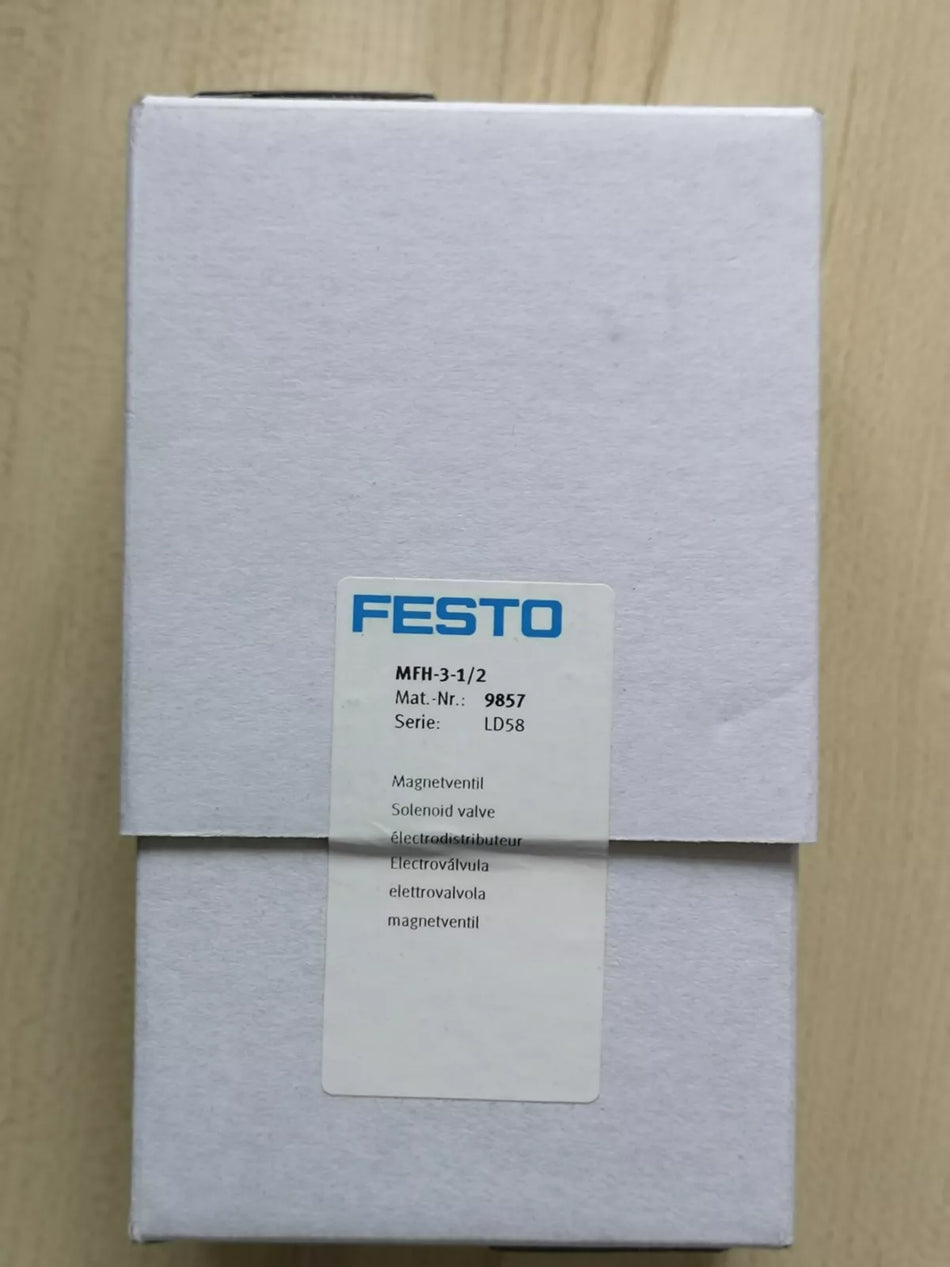 FESTO
MFH-3-1/2
Mat.-Nr.: 9857
Serie: LD58
Magnetventil
Solenoid valve
électrodistributeur
Electroválvula
elettrovalvola
magnetventil